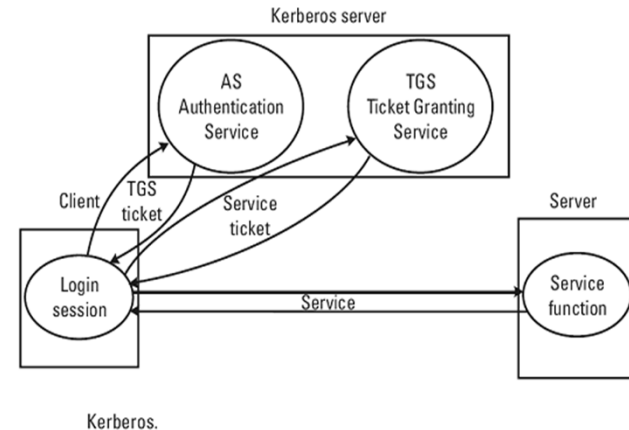 Kerberos server
AS
Authentication
Service
TGS
Ticket Granting
Service
Client
TGS
ticket
Service
ticket
Server
Login
session
Service
function
Service
Kerberos.